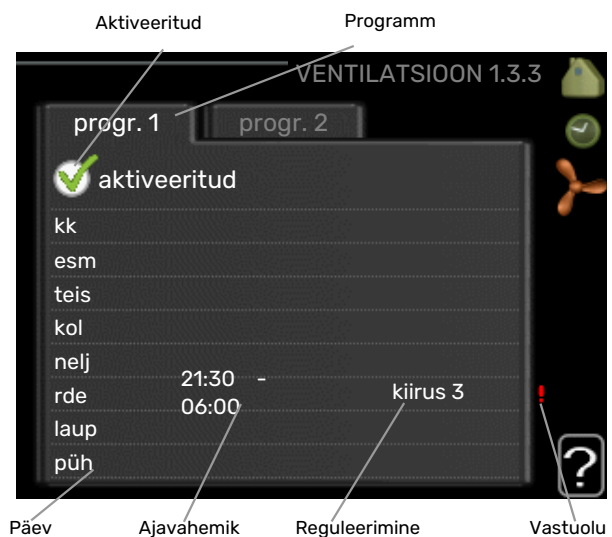 Aktiveeritud
Programm
VENTILATSIOON 1.3.3
progr. 1
progr. 2
aktiveeritud
kk
esm
teis
kol
nelj
rde
21:30 -
06:00
kiirus 3
!
laup
püh
?
Päev
Ajavahemik
Reguleerimine
Vastuolu